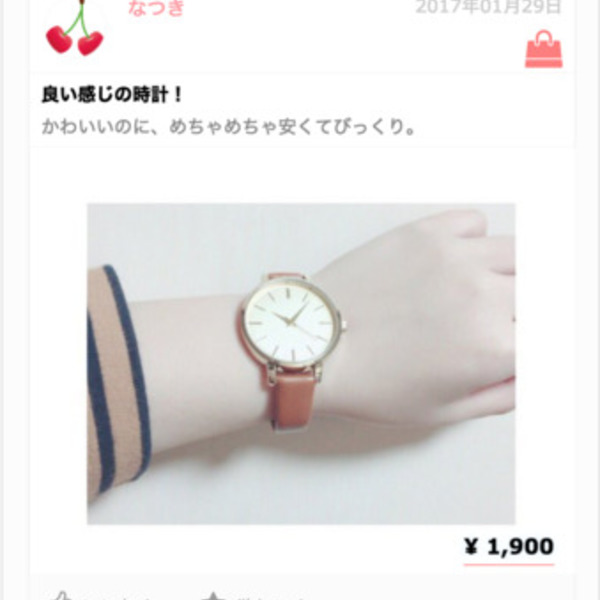 なつき
2017年01月29日
良い感じの時計！
かわいいのに、めちゃめちゃ安くてびっくり。
¥ 1,900